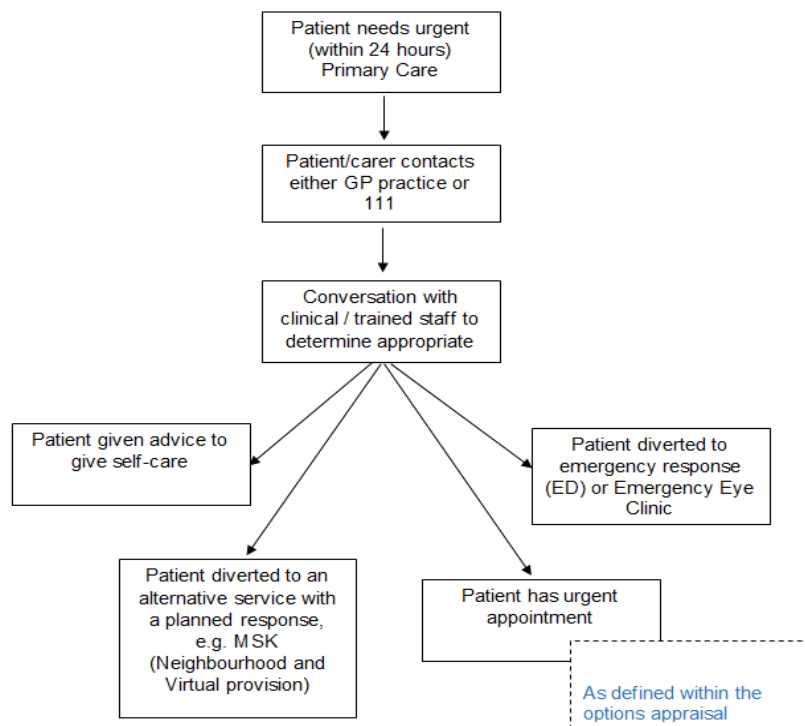 Patient needs urgent
(within 24 hours)
Primary Care
Patient/carer contacts
either GP practice or
111
Conversation with
clinical / trained staff to
determine appropriate
Patient given advice to
give self-care
Patient diverted to
emergency response
(ED) or Emergency Eye
Clinic
Patient diverted to an
alternative service with
a planned response,
e.g. MSK
(Neighbourhood and
Virtual provision)
Patient has urgent
appointment
As defined within the
options appraisal